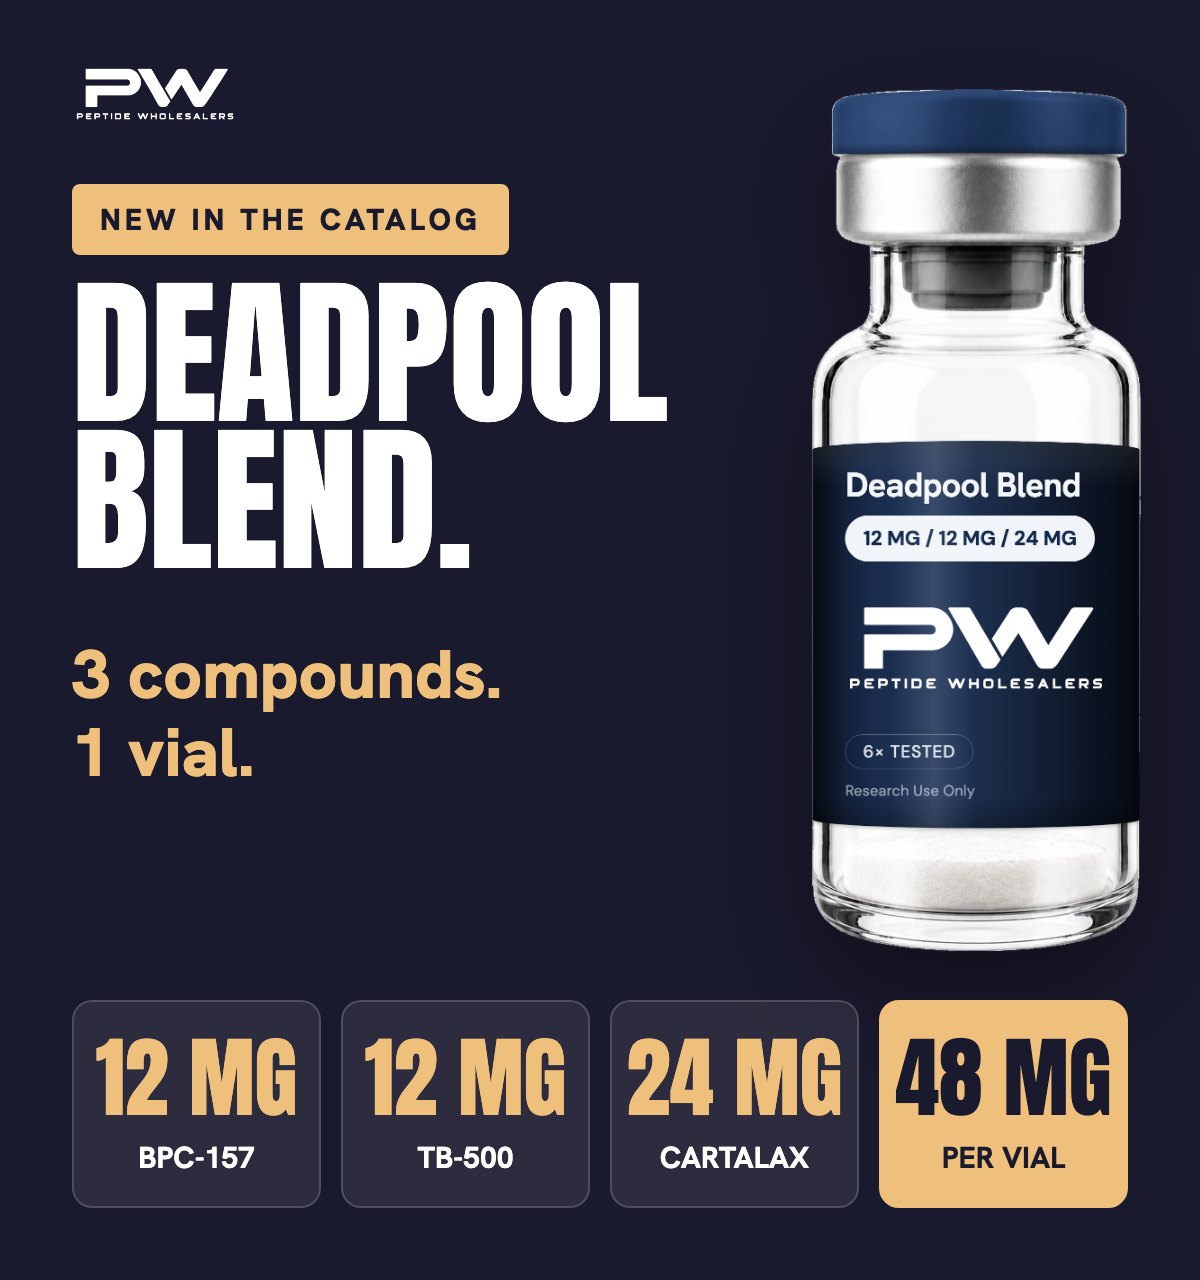 PW
PEPTIDE WHOLESALERS
NEW IN THE CATALOG
DEADPOOL
BLEND.
3 compounds.
1 vial.
Deadpool Blend
12 MG / 12 MG / 24 MG
PW
PEPTIDE WHOLESALERS
6× TESTED
Research Use Only
12 MG
BPC-157
12 MG
TB-500
24 MG
CARTALAX
48 MG
PER VIAL